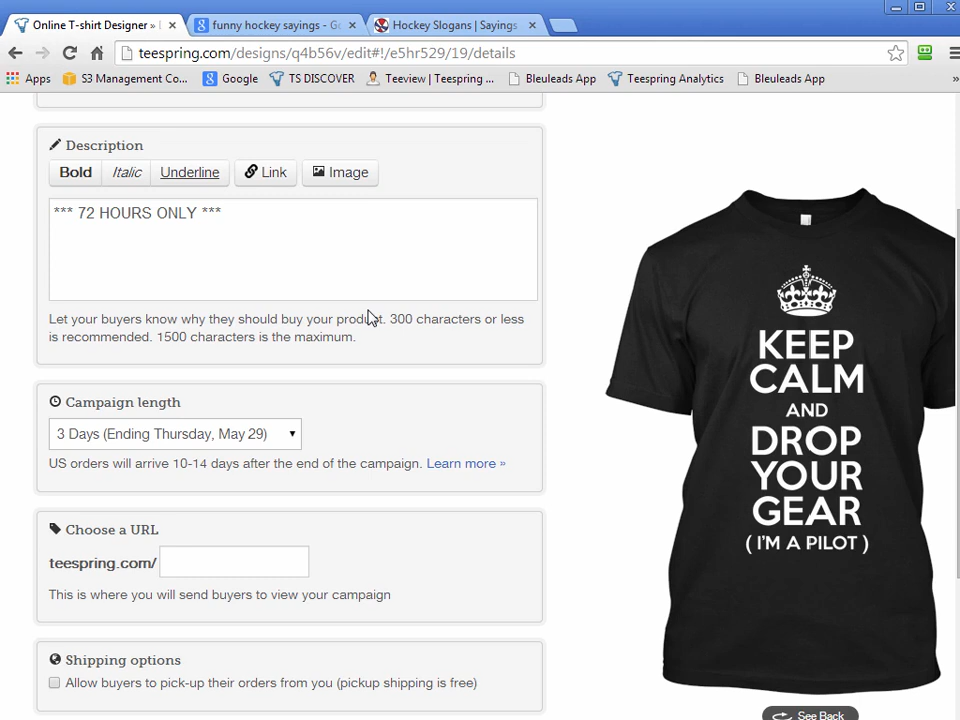 Online T-shirt Designer »
funny hockey sayings - Go
Hockey Slogans | Sayings
teespring.com/designs/q4b56v/edit#!/e5hr529/19/details
Apps
S3 Management Co...
Google
TS DISCOVER
Teeview | Teespring ...
Bleuleads App
Teespring Analytics
Bleuleads App
»
Description
Bold Italic Underline Link Image
*** 72 HOURS ONLY ***
Let your buyers know why they should buy your product. 300 characters or less
is recommended. 1500 characters is the maximum.
Campaign length
3 Days (Ending Thursday, May 29)
US orders will arrive 10-14 days after the end of the campaign. Learn more »
Choose a URL
teespring.com/
This is where you will send buyers to view your campaign
Shipping options
Allow buyers to pick-up their orders from you (pickup shipping is free)
KEEP
CALM
AND
DROP
YOUR
GEAR
( I'M A PILOT )
See Back